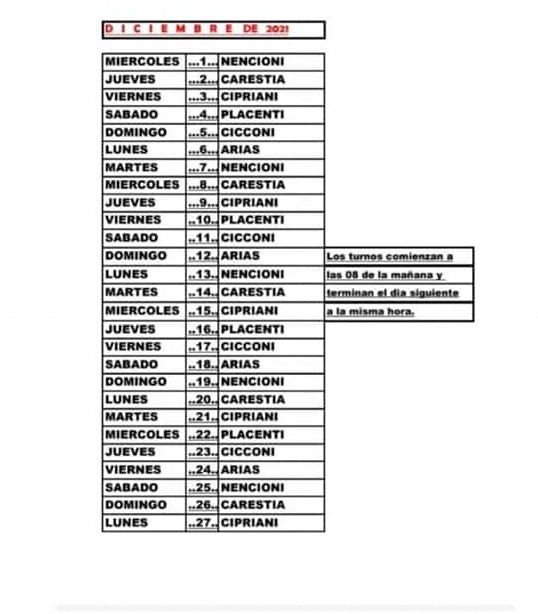 D I C I E M B R E DE 2021
MIERCOLES ...1... NENCIONI
JUEVES ...2... CARESTIA
VIERNES ...3... CIPRIANI
SABADO ...4... PLACENTI
DOMINGO ...5... CICCONI
LUNES ...6... ARIAS
MARTES ...7... NENCIONI
MIERCOLES ...8... CARESTIA
JUEVES ...9... CIPRIANI
VIERNES ..10.. PLACENTI
SABADO ..11.. CICCONI
DOMINGO ..12.. ARIAS
LUNES ..13.. NENCIONI
MARTES ..14.. CARESTIA
MIERCOLES ..15.. CIPRIANI
JUEVES ..16.. PLACENTI
VIERNES ..17.. CICCONI
SABADO ..18.. ARIAS
DOMINGO ..19.. NENCIONI
LUNES ..20.. CARESTIA
MARTES ..21.. CIPRIANI
MIERCOLES ..22.. PLACENTI
JUEVES ..23.. CICCONI
VIERNES ..24.. ARIAS
SABADO ..25.. NENCIONI
DOMINGO ..26.. CARESTIA
LUNES ..27.. CIPRIANI
Los turnos comienzan a
las 08 de la mañana y
terminan el dia siguiente
a la misma hora.